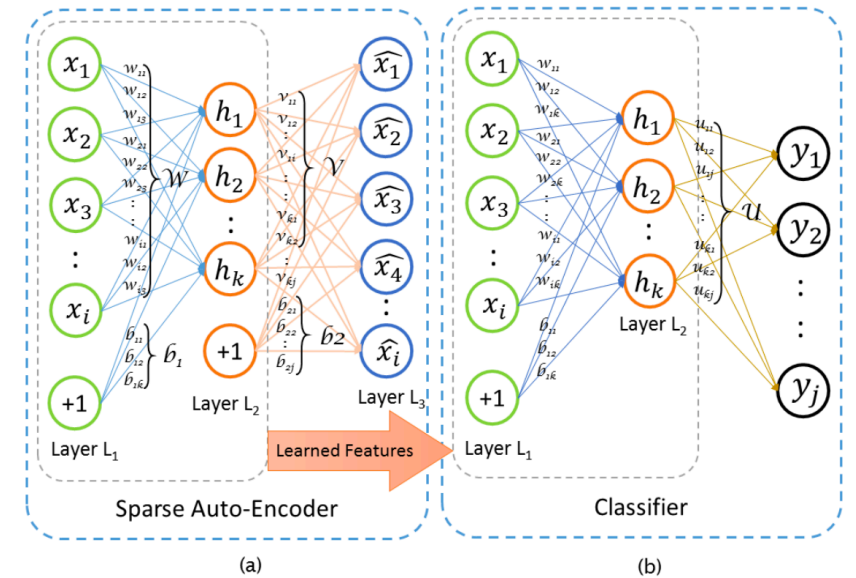 x₁
x₂
x₃
⋮
xᵢ
+1
Layer L₁
w₁₁
w₁₂
w₁₃
w₂₁
w₂₂
w₂₃
⋮
wᵢ₁
wᵢ₂
wᵢ₃
W
b₁₁
b₁₂
b₁ₖ
b₁
h₁
h₂
⋮
hₖ
+1
Layer L₂
v₁₁
v₁₂
⋮
v₁ᵢ
⋮
vₖ₁
vₖ₂
⋮
vₖⱼ
V
b₂₁
b₂₂
⋮
b₂ⱼ
b2
x̂₁
x̂₂
x̂₃
x̂₄
⋮
x̂ᵢ
Layer L₃
Learned Features
Sparse Auto-Encoder
(a)
x₁
x₂
x₃
⋮
xᵢ
+1
Layer L₁
w₁₁
w₁₂
w₁ₖ
w₂₁
w₂₂
w₂ₖ
⋮
wᵢ₁
wᵢ₂
wᵢₖ
b₁₁
b₁₂
b₁ₖ
h₁
h₂
⋮
hₖ
Layer L₂
u₁₁
u₁₂
u₁ⱼ
⋮
uₖ₁
uₖ₂
uₖⱼ
U
y₁
y₂
⋮
yⱼ
Classifier
(b)